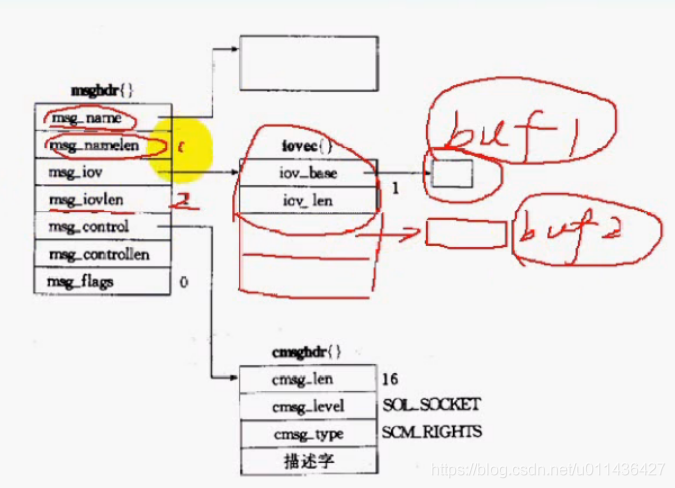 msghdr{}
msg_name
msg_namelen
msg_iov
msg_iovlen 2
msg_control
msg_controllen
msg_flags 0
iovec{}
iov_base
iov_len
1
buf1
buf2
cmsghdr{}
cmsg_len 16
cmsg_level SOL_SOCKET
cmsg_type SCM_RIGHTS
描述字
https://blog.csdn.net/u011436427